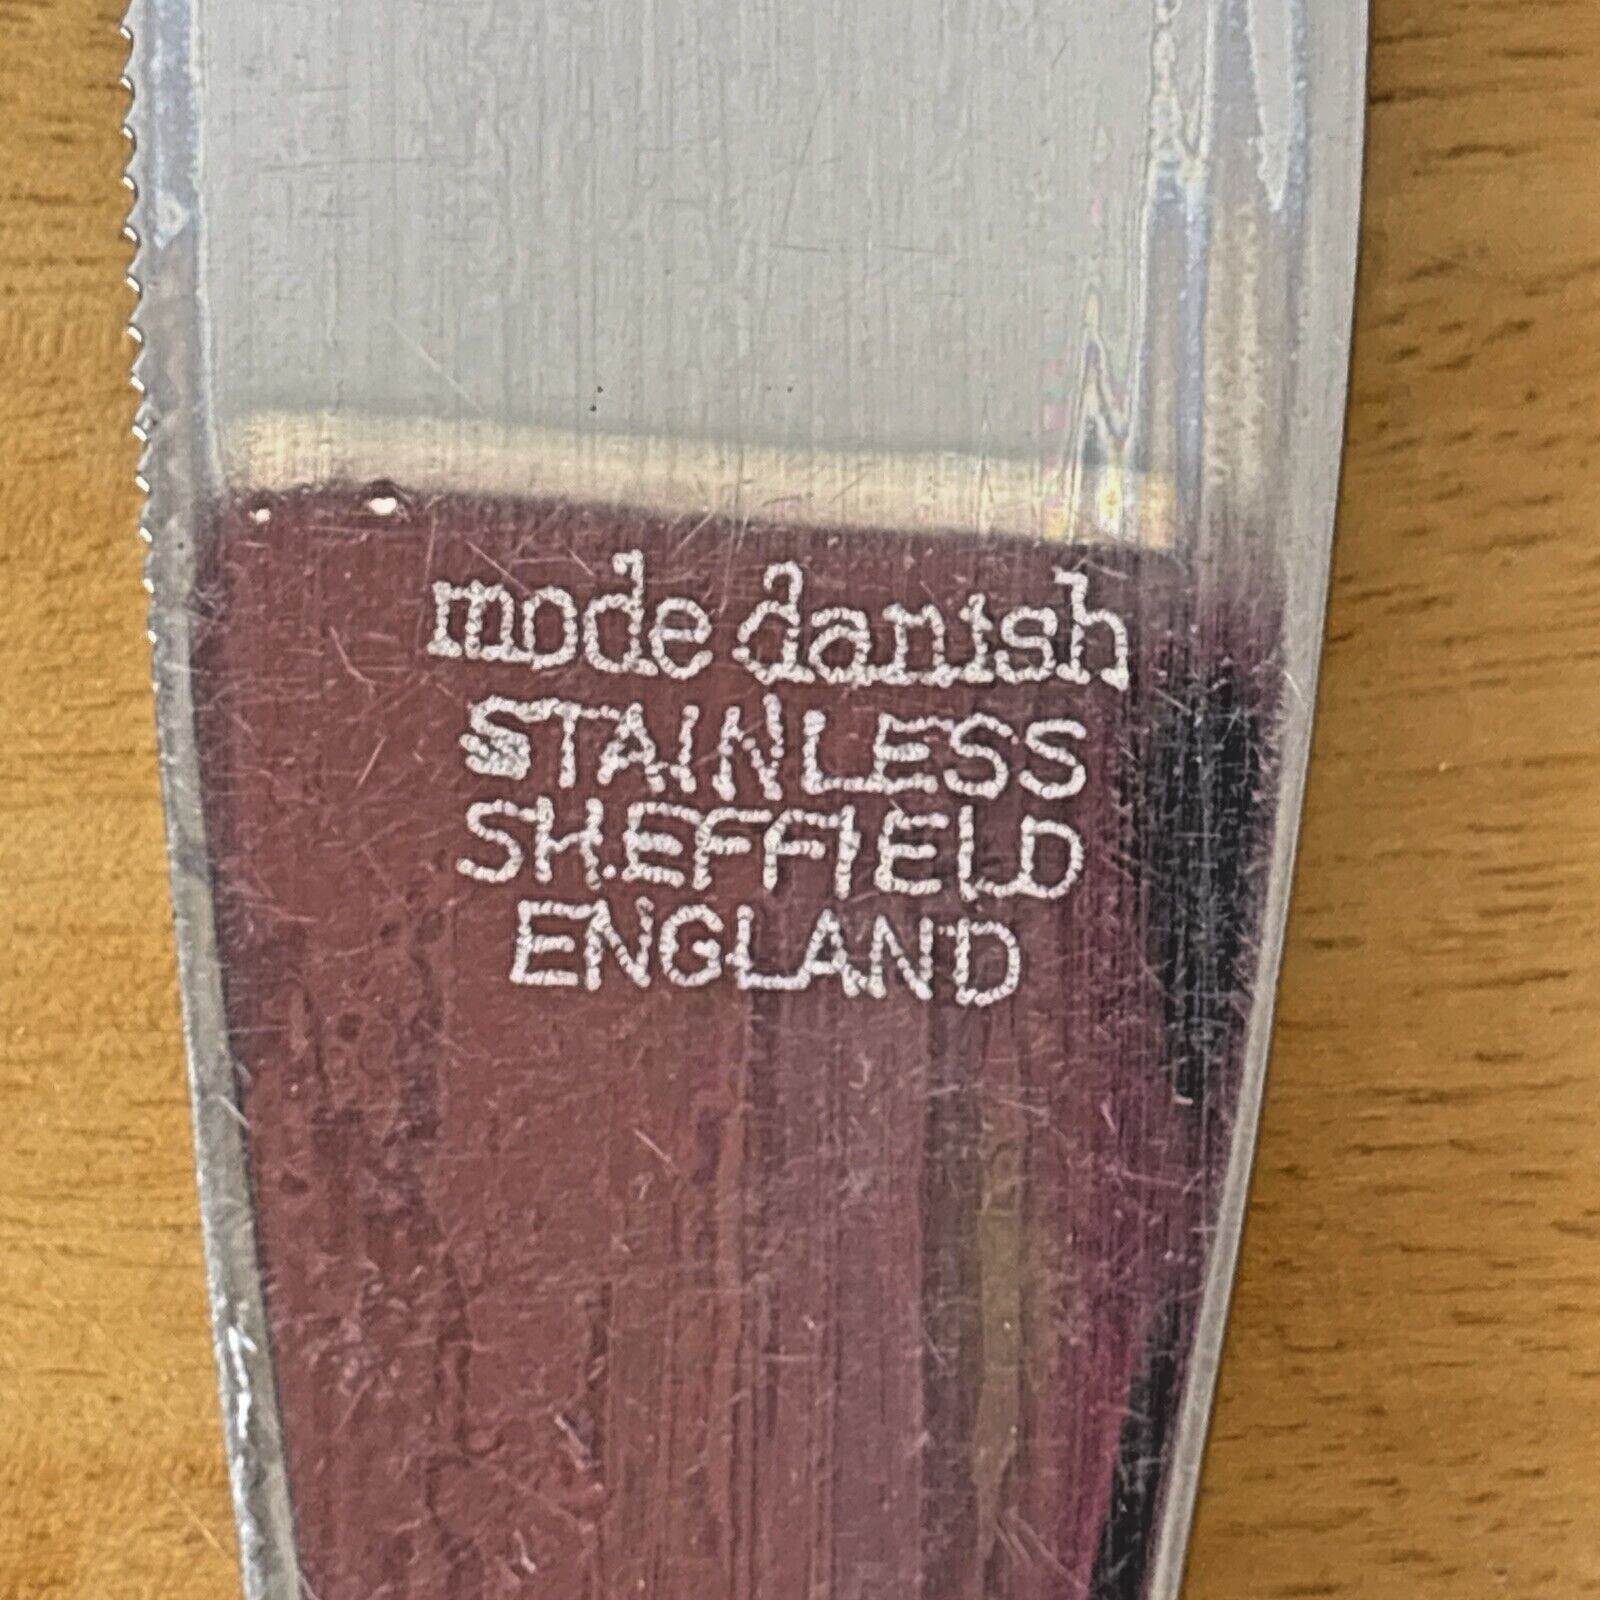 mode danish
STAINLESS
SHEFFIELD
ENGLAND